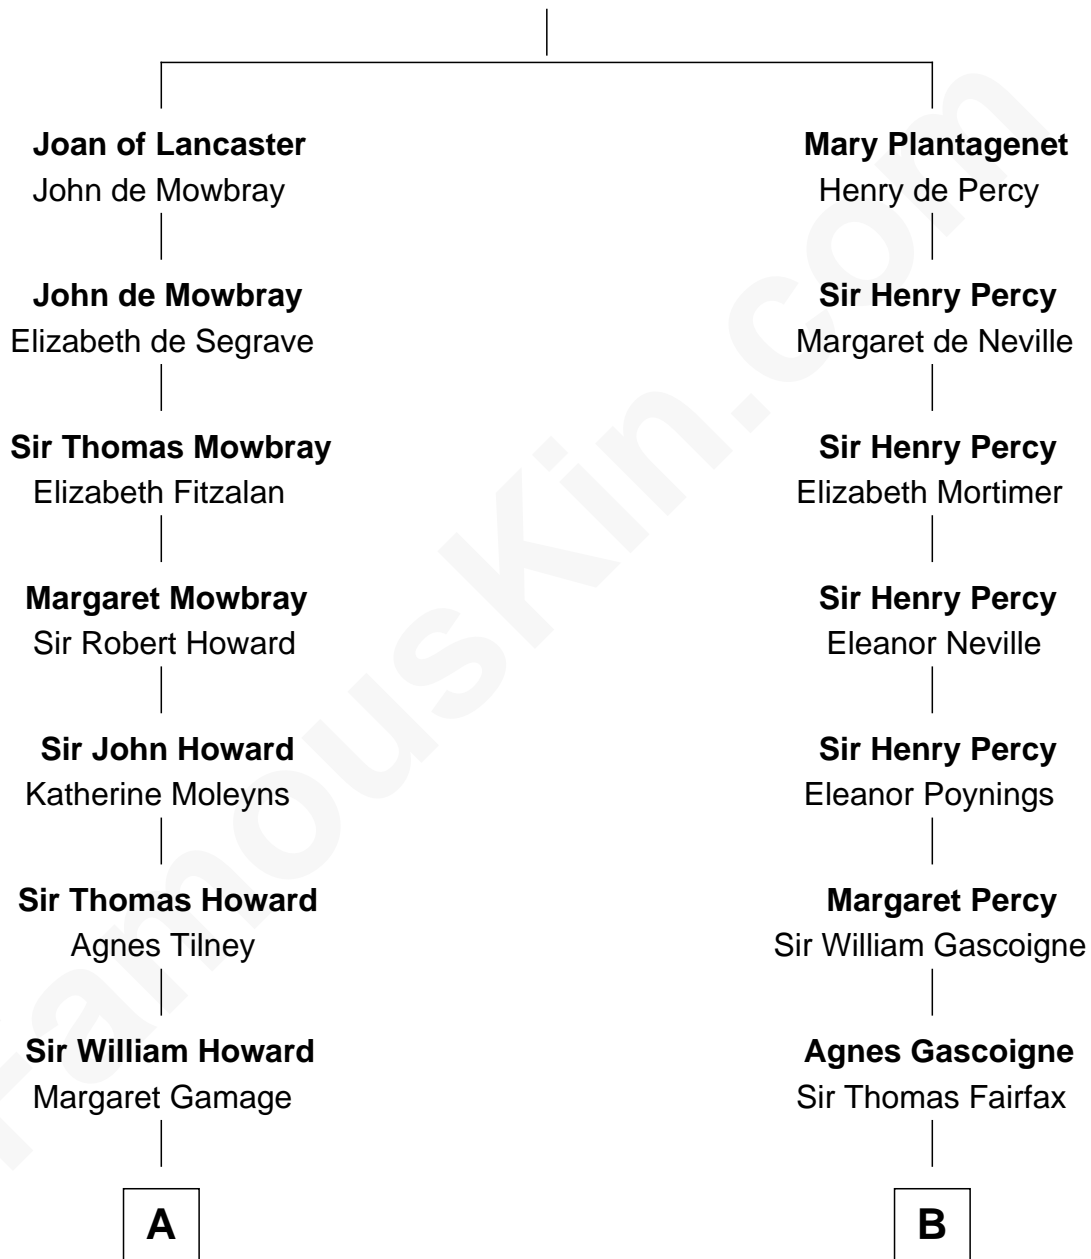 Joan of Lancaster
John de Mowbray
John de Mowbray
Elizabeth de Segrave
Sir Thomas Mowbray
Elizabeth Fitzalan
Margaret Mowbray
Sir Robert Howard
Sir John Howard
Katherine Moleyns
Sir Thomas Howard
Agnes Tilney
Sir William Howard
Margaret Gamage
A
Mary Plantagenet
Henry de Percy
Sir Henry Percy
Margaret de Neville
Sir Henry Percy
Elizabeth Mortimer
Sir Henry Percy
Eleanor Neville
Sir Henry Percy
Eleanor Poynings
Margaret Percy
Sir William Gascoigne
Agnes Gascoigne
Sir Thomas Fairfax
B
FamousKin.com